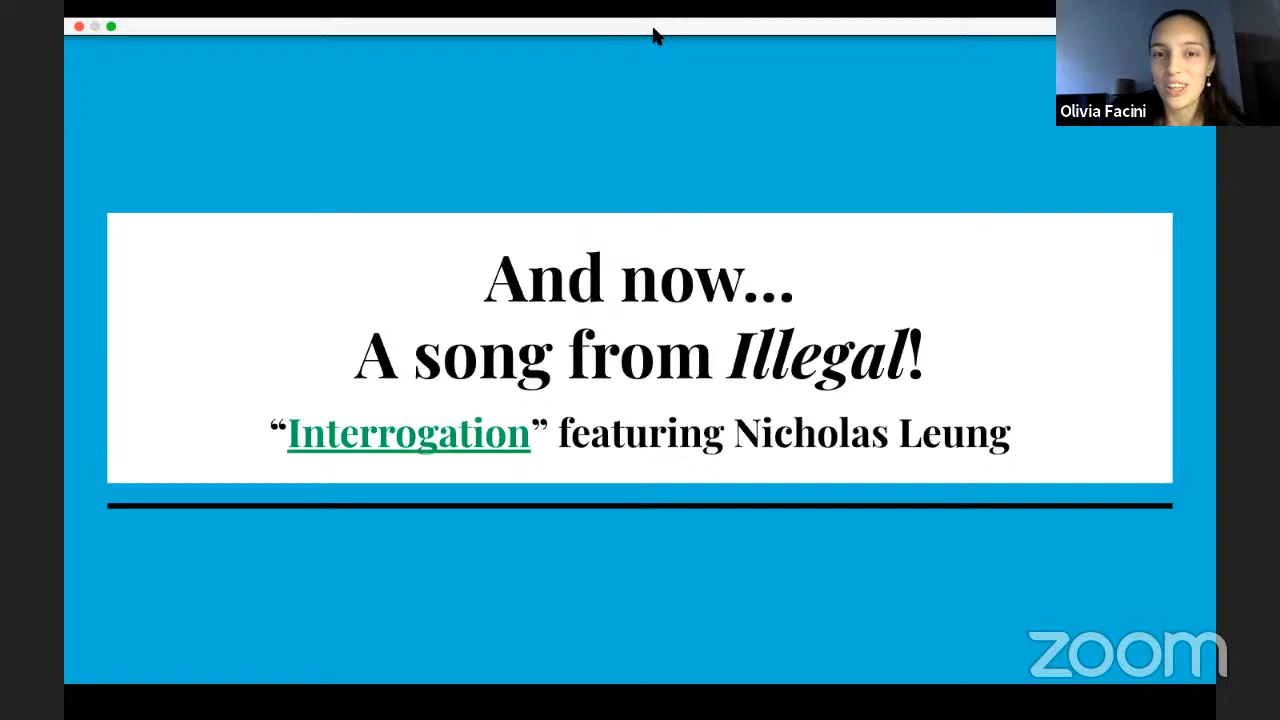 Olivia Facini
And now...
A song from Illegal!
“Interrogation” featuring Nicholas Leung
zoom